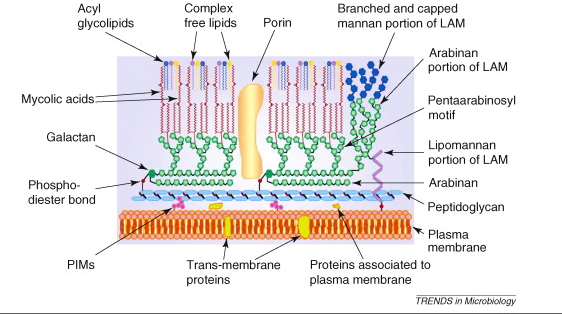 Acyl
glycolipids
Complex
free lipids
Porin
Branched and capped
mannan portion of LAM
Arabinan
portion of LAM
Mycolic acids
Pentaarabinosyl
motif
Galactan
Lipomannan
portion of LAM
Phospho-
diester bond
Arabinan
Peptidoglycan
Plasma
membrane
PIMs
Trans-membrane
proteins
Proteins associated to
plasma membrane
TRENDS in Microbiology